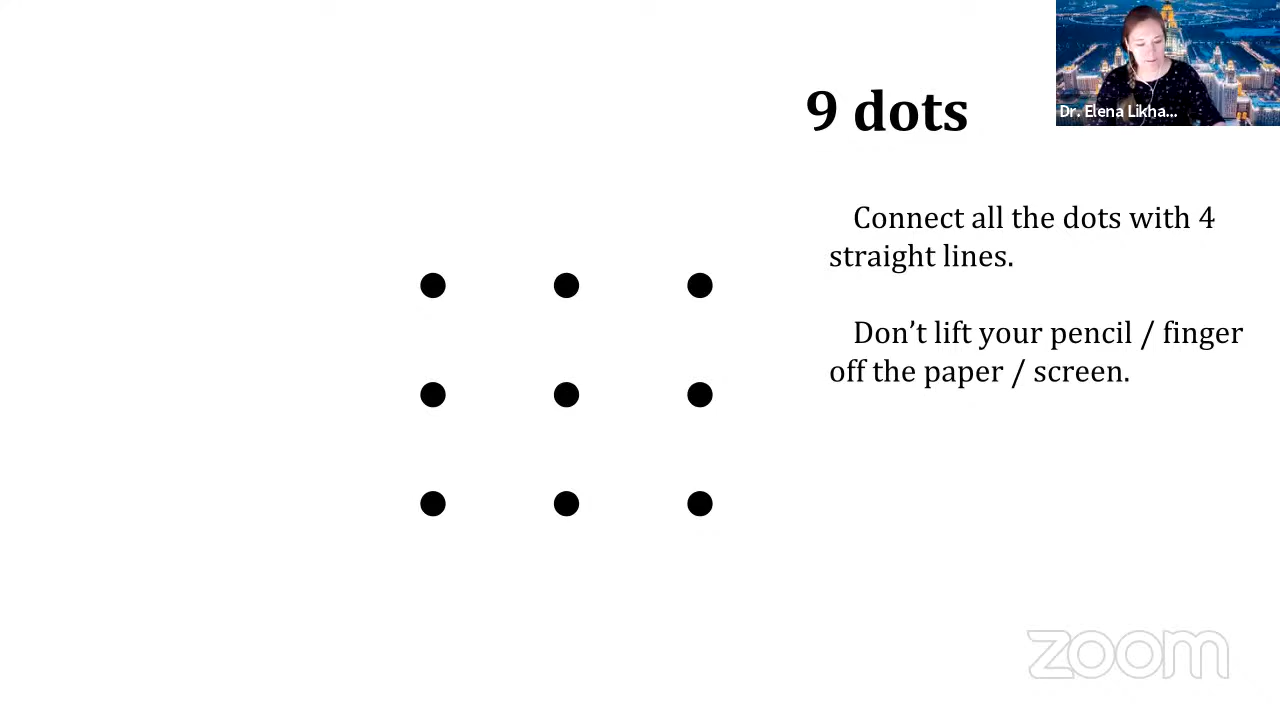 9 dots
Dr. Elena Likha...
Connect all the dots with 4
straight lines.
Don’t lift your pencil / finger
off the paper / screen.
zoom